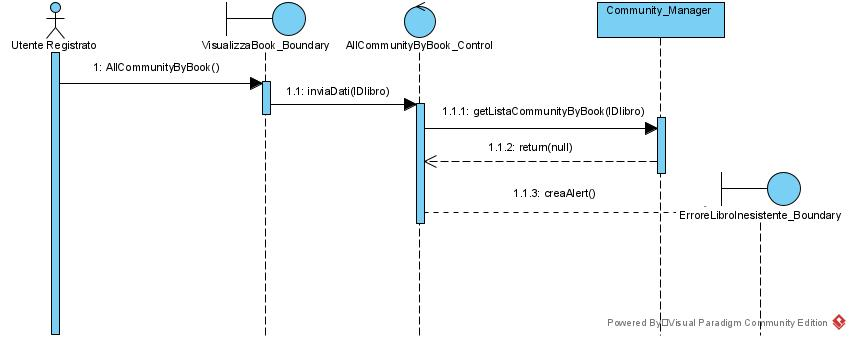 Community_Manager
Utente Registrato
VisualizzaBook_Boundary
AllCommunityByBook_Control
1: AllCommunityByBook()
1.1: inviaDati(IDlibro)
1.1.1: getListaCommunityByBook(IDlibro)
1.1.2: return(null)
1.1.3: creaAlert()
ErroreLibroInesistente_Boundary
Powered By Visual Paradigm Community Edition